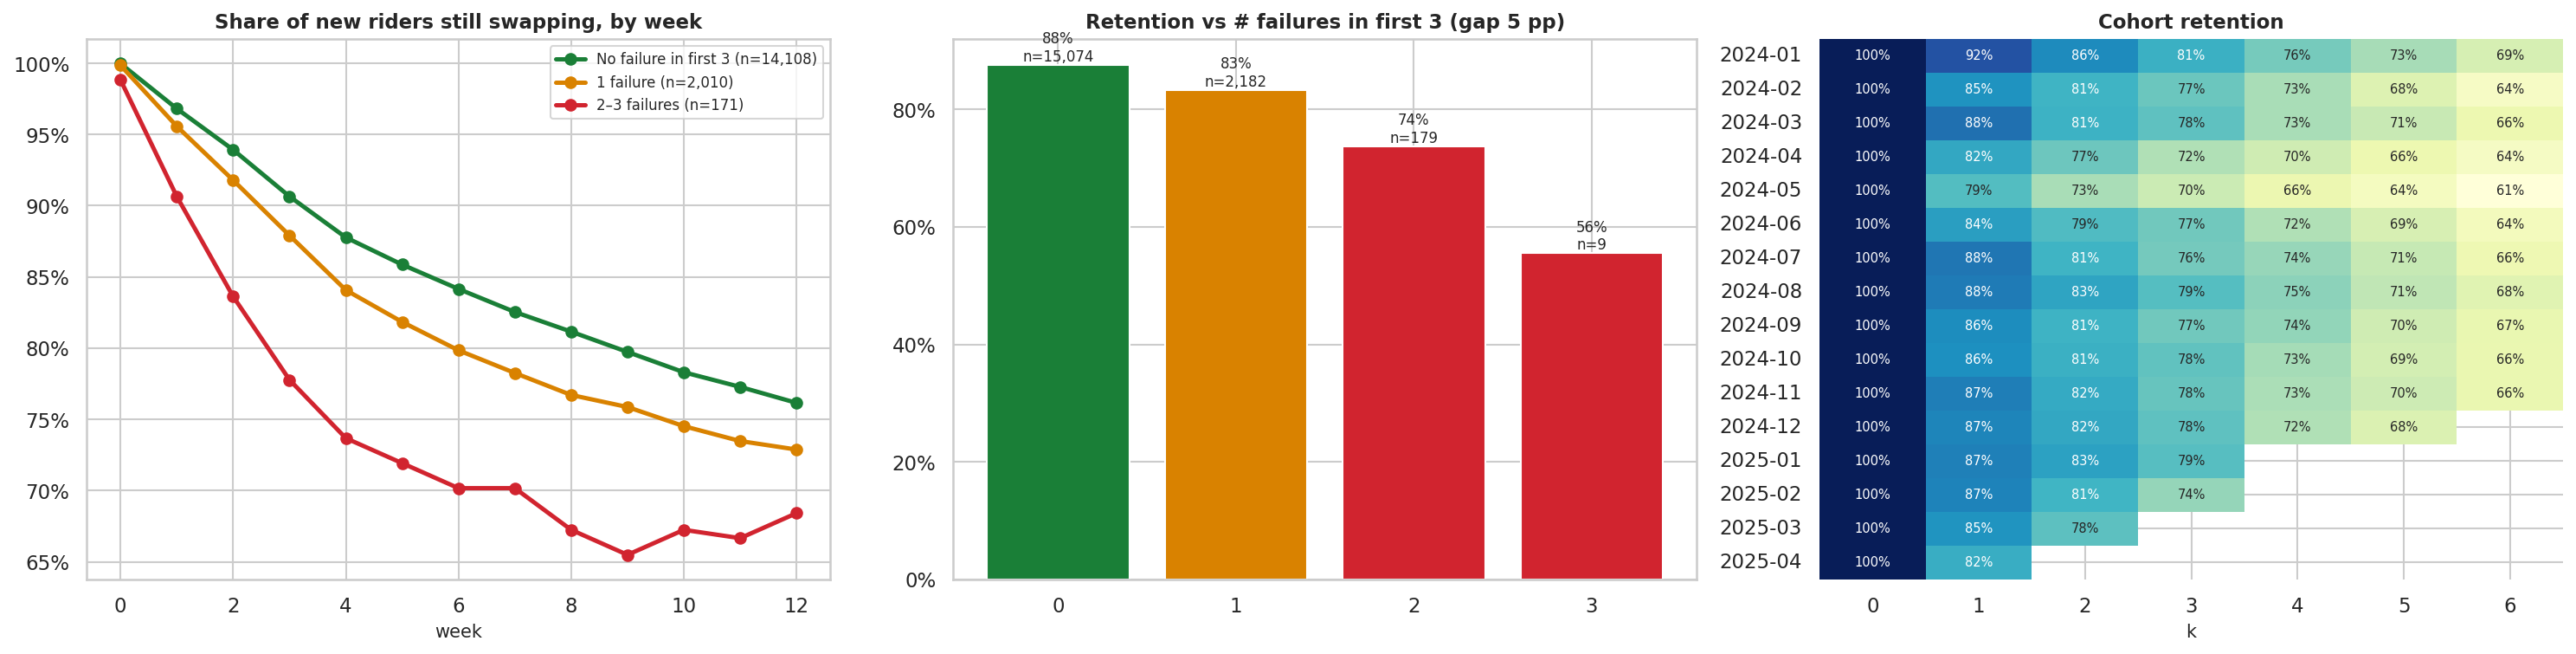 Share of new riders still swapping, by week
100%
95%
90%
85%
80%
75%
70%
65%
No failure in first 3 (n=14,108)
1 failure (n=2,010)
2–3 failures (n=171)
0 2 4 6 8 10 12
week
Retention vs # failures in first 3 (gap 5 pp)
80%
60%
40%
20%
0%
88%
n=15,074
83%
n=2,182
74%
n=179
56%
n=9
0 1 2 3
Cohort retention
2024-01 100% 92% 86% 81% 76% 73% 69%
2024-02 100% 85% 81% 77% 73% 68% 64%
2024-03 100% 88% 81% 78% 73% 71% 66%
2024-04 100% 82% 77% 72% 70% 66% 64%
2024-05 100% 79% 73% 70% 66% 64% 61%
2024-06 100% 84% 79% 77% 72% 69% 64%
2024-07 100% 88% 81% 76% 74% 71% 66%
2024-08 100% 88% 83% 79% 75% 71% 68%
2024-09 100% 86% 81% 77% 74% 70% 67%
2024-10 100% 86% 81% 78% 73% 69% 66%
2024-11 100% 87% 82% 78% 73% 70% 66%
2024-12 100% 87% 82% 78% 72% 68%
2025-01 100% 87% 83% 79%
2025-02 100% 87% 81% 74%
2025-03 100% 85% 78%
2025-04 100% 82%
0 1 2 3 4 5 6
k